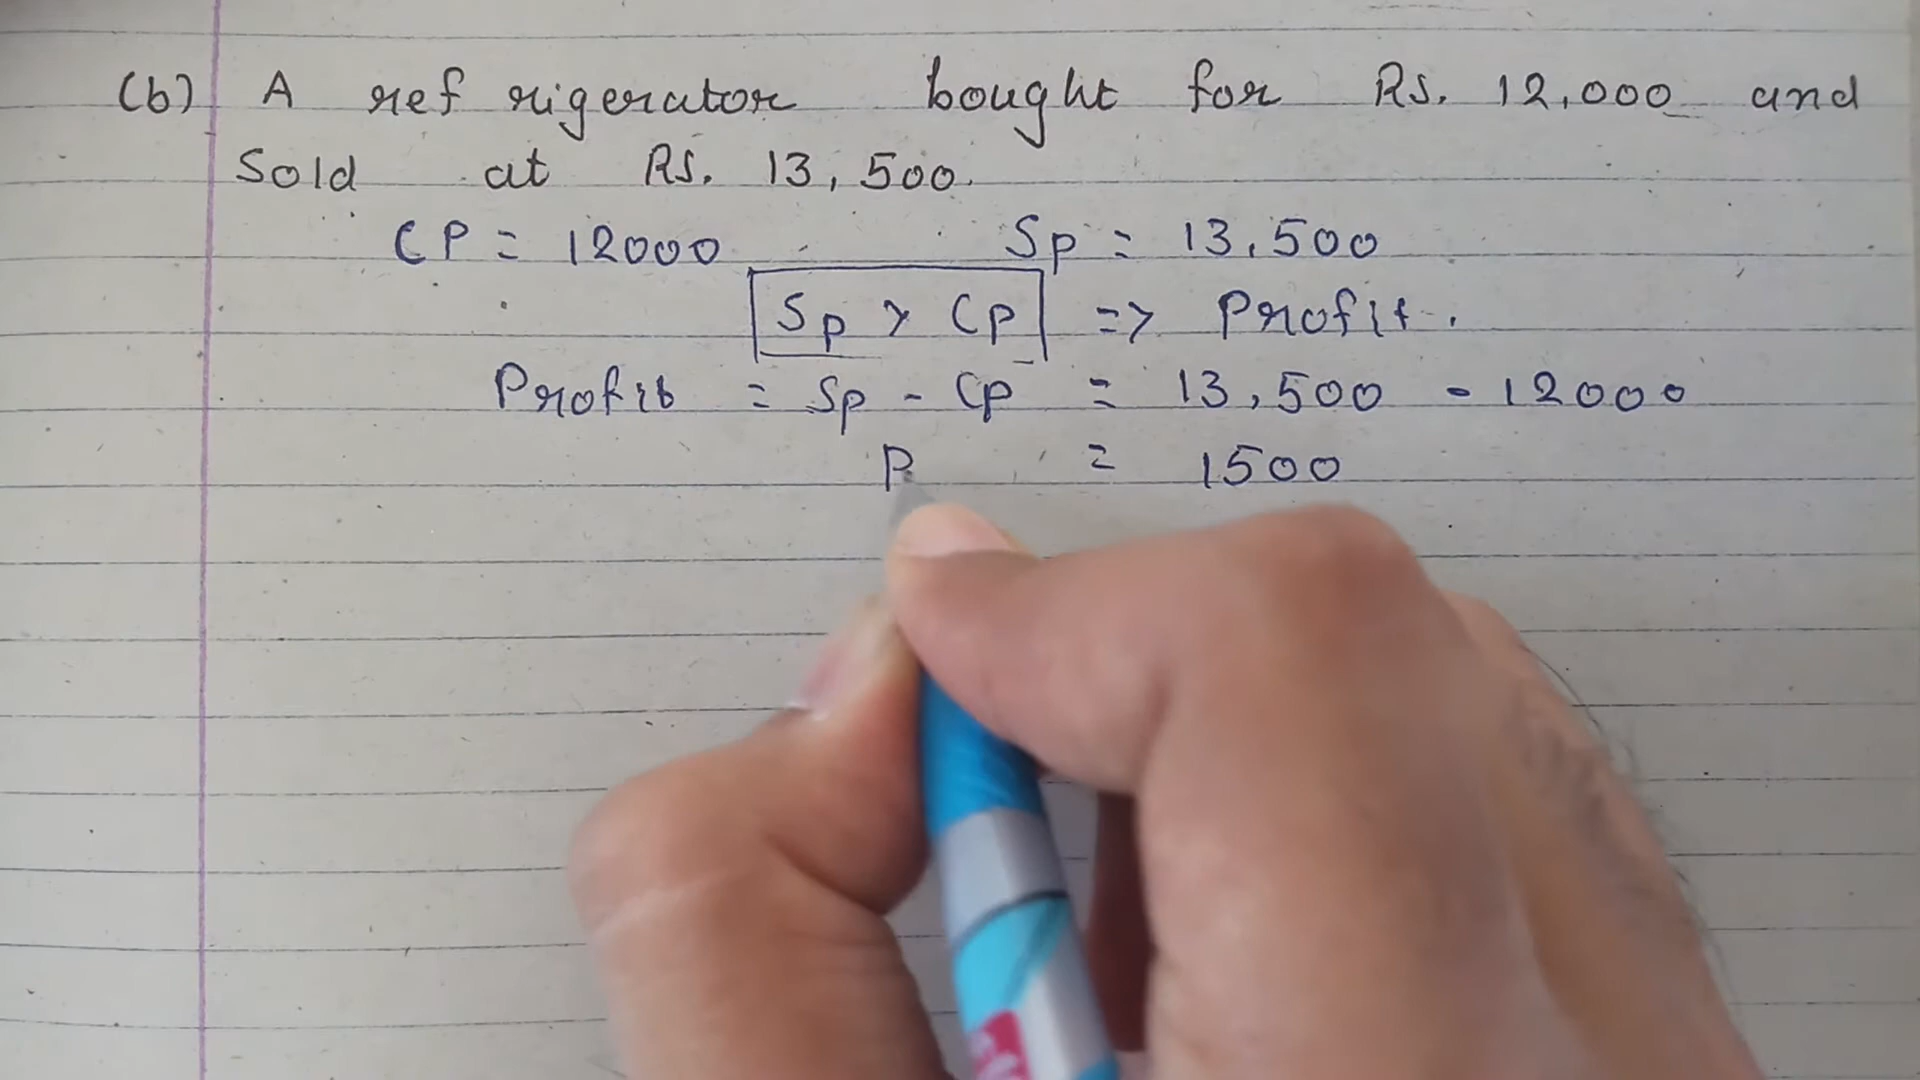 (b) A refrigerator bought for Rs. 12,000 and
Sold at Rs. 13,500.
CP = 12000 Sp = 13,500
Sp > Cp => Profit.
Profit = Sp - Cp = 13,500 - 12000
P = 1500